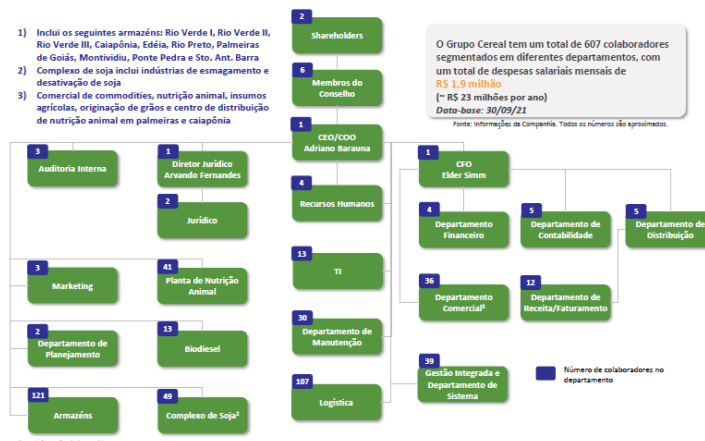 1) Inclui os seguintes armazéns: Rio Verde I, Rio Verde II,
Rio Verde III, Caiapônia, Edéia, Rio Preto, Palmeiras
de Goiás, Montividiu, Ponte Pedra e Sto. Ant. Barra
2) Complexo de soja inclui indústrias de esmagamento e
desativação de soja
3) Comercial de commodities, nutrição animal, insumos
agrícolas, originação de grãos e centro de distribuição
de nutrição animal em palmeiras e caiapônia
2
Shareholders
6
Membros do
Conselho
1
CEO/COO
Adriano Barauna
O Grupo Cereal tem um total de 607 colaboradores
segmentados em diferentes departamentos, com
um total de despesas salariais mensais de
R$ 1,9 milhão
(~ R$ 23 milhões por ano)
Data-base: 30/09/21
Fonte: Informações da Companhia. Todos os números são aproximados.
3
Auditoria Interna
1
Diretor Jurídico
Arvando Fernandes
2
Jurídico
4
Recursos Humanos
1
CFO
Elder Simm
4
Departamento
Financeiro
5
Departamento de
Contabilidade
5
Departamento de
Distribuição
3
Marketing
41
Planta de Nutrição
Animal
13
TI
36
Departamento
Comercial³
12
Departamento de
Receita/Faturamento
2
Departamento de
Planejamento
13
Biodiesel
30
Departamento de
Manutenção
39
Gestão Integrada e
Departamento de
Sistema
Número de colaboradores no
departamento
121
Armazéns
49
Complexo de Soja²
107
Logística